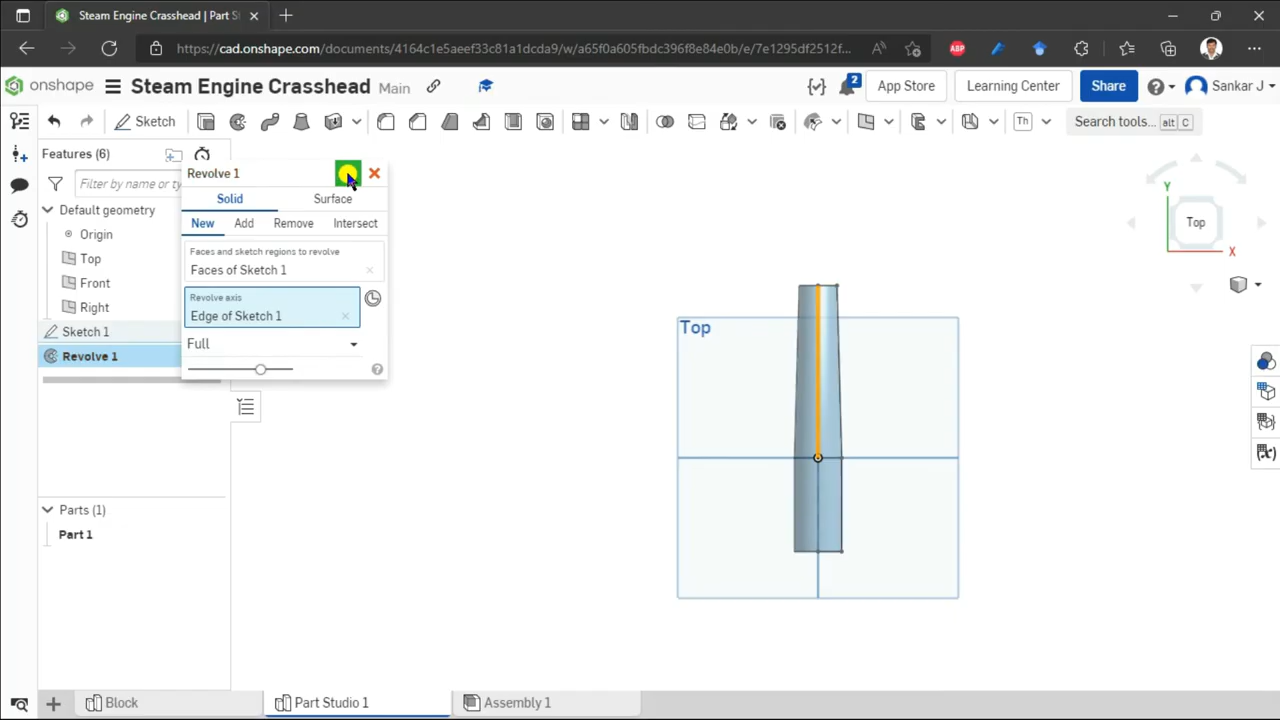 Steam Engine Crasshead | Part S
https://cad.onshape.com/documents/4164c1e5aeef33c81a1dcda9/w/a65f0a605fbdc396f8e84e0b/e/7e1295df2512f...
ABP
onshape
Steam Engine Crasshead Main
2
App Store
Learning Center
Share
Sankar J
Sketch
Th
Search tools... alt C
Features (6)
Filter by name or ty
Default geometry
Origin
Top
Front
Right
Sketch 1
Revolve 1
Revolve 1
Solid
Surface
New
Add
Remove
Intersect
Faces and sketch regions to revolve
Faces of Sketch 1
Revolve axis
Edge of Sketch 1
Full
Top
Y
Top
X
Parts (1)
Part 1
Block
Part Studio 1
Assembly 1